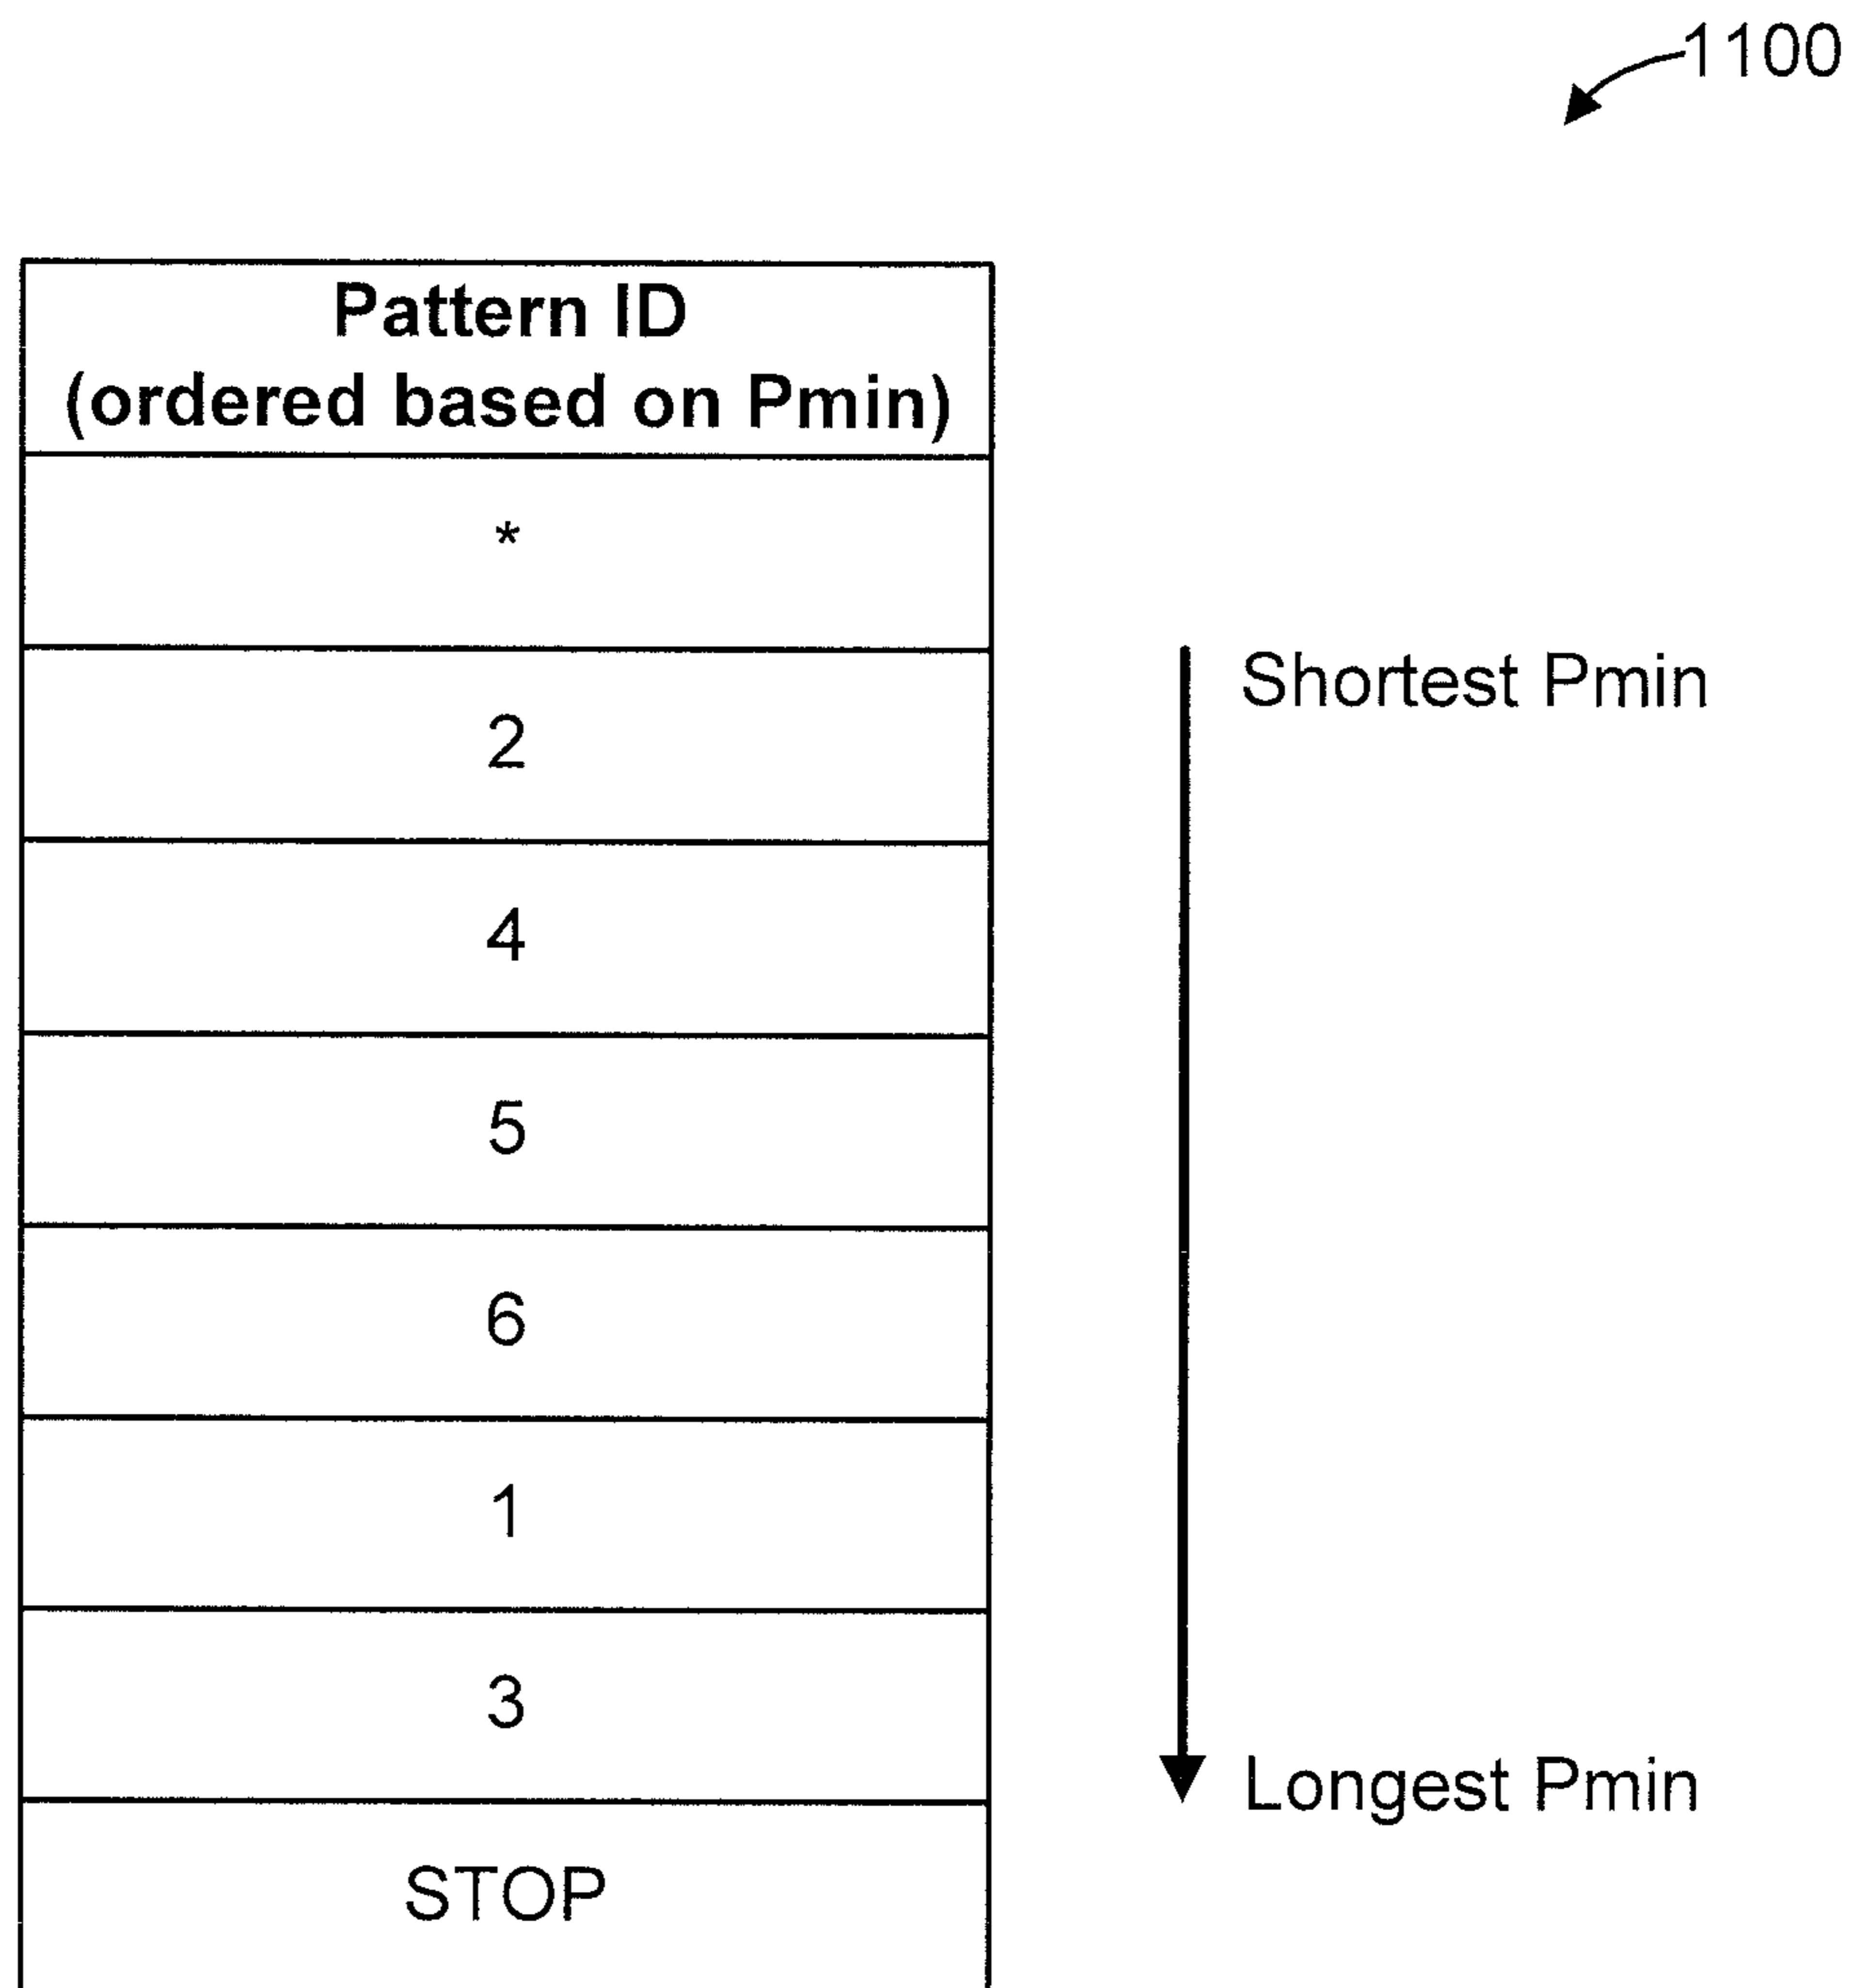 1100
Pattern ID
(ordered based on Pmin)
*
Shortest Pmin
2
4
5
6
1
3
Longest Pmin
STOP